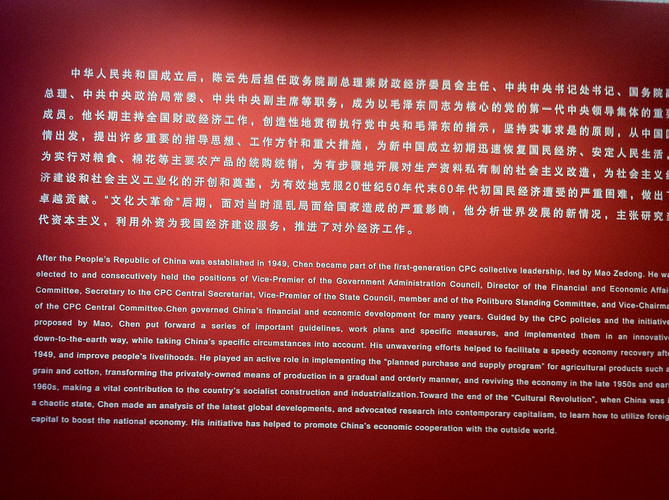 中华人民共和国成立后，陈云先后担任政务院副总理兼财政经济委员会主任、中共中央书记处书记、国务院副
总理、中共中央政治局常委、中共中央副主席等职务，成为以毛泽东同志为核心的党的第一代中央领导集体的重要
成员。他长期主持全国财政经济工作，创造性地贯彻执行党中央和毛泽东的指示，坚持实事求是的原则，从中国
情出发，提出许多重要的指导思想、工作方针和重大措施，为新中国成立初期迅速恢复国民经济、安定人民生活，
为实行对粮食、棉花等主要农产品的统购统销，为有步骤地开展对生产资料私有制的社会主义改造，为社会主义
济建设和社会主义工业化的开创和奠基，为有效地克服20世纪50年代末60年代初国民经济遭受的严重困难，做出了
卓越贡献。“文化大革命”后期，面对当时混乱局面给国家造成的严重影响，他分析世界发展的新情况，主张研究
代资本主义，利用外资为我国经济建设服务，推进了对外经济工作。
After the People's Republic of China was established in 1949, Chen became part of the first-generation CPC collective leadership, led by Mao Zedong. He wa
elected to and consecutively held the positions of Vice-Premier of the Government Administration Council, Director of the Financial and Economic Affai
Committee, Secretary to the CPC Central Secretariat, Vice-Premier of the State Council, member and of the Politburo Standing Committee, and Vice-Chairma
of the CPC Central Committee.Chen governed China's financial and economic development for many years. Guided by the CPC policies and the initiative
proposed by Mao, Chen put forward a series of important guidelines, work plans and specific measures, and implemented them in an innovativ
down-to-the-earth way, while taking China's specific circumstances into account. His unwavering efforts helped to facilitate a speedy economy recovery afte
1949, and improve people's livelihoods. He played an active role in implementing the "planned purchase and supply program" for agricultural products such a
grain and cotton, transforming the privately-owned means of production in a gradual and orderly manner, and reviving the economy in the late 1950s and ear
1960s, making a vital contribution to the country's socialist construction and industrialization.Toward the end of the "Cultural Revolution", when China was i
a chaotic state, Chen made an analysis of the latest global developments, and advocated research into contemporary capitalism, to learn how to utilize foreig
capital to boost the national economy. His initiative has helped to promote China's economic cooperation with the outside world.